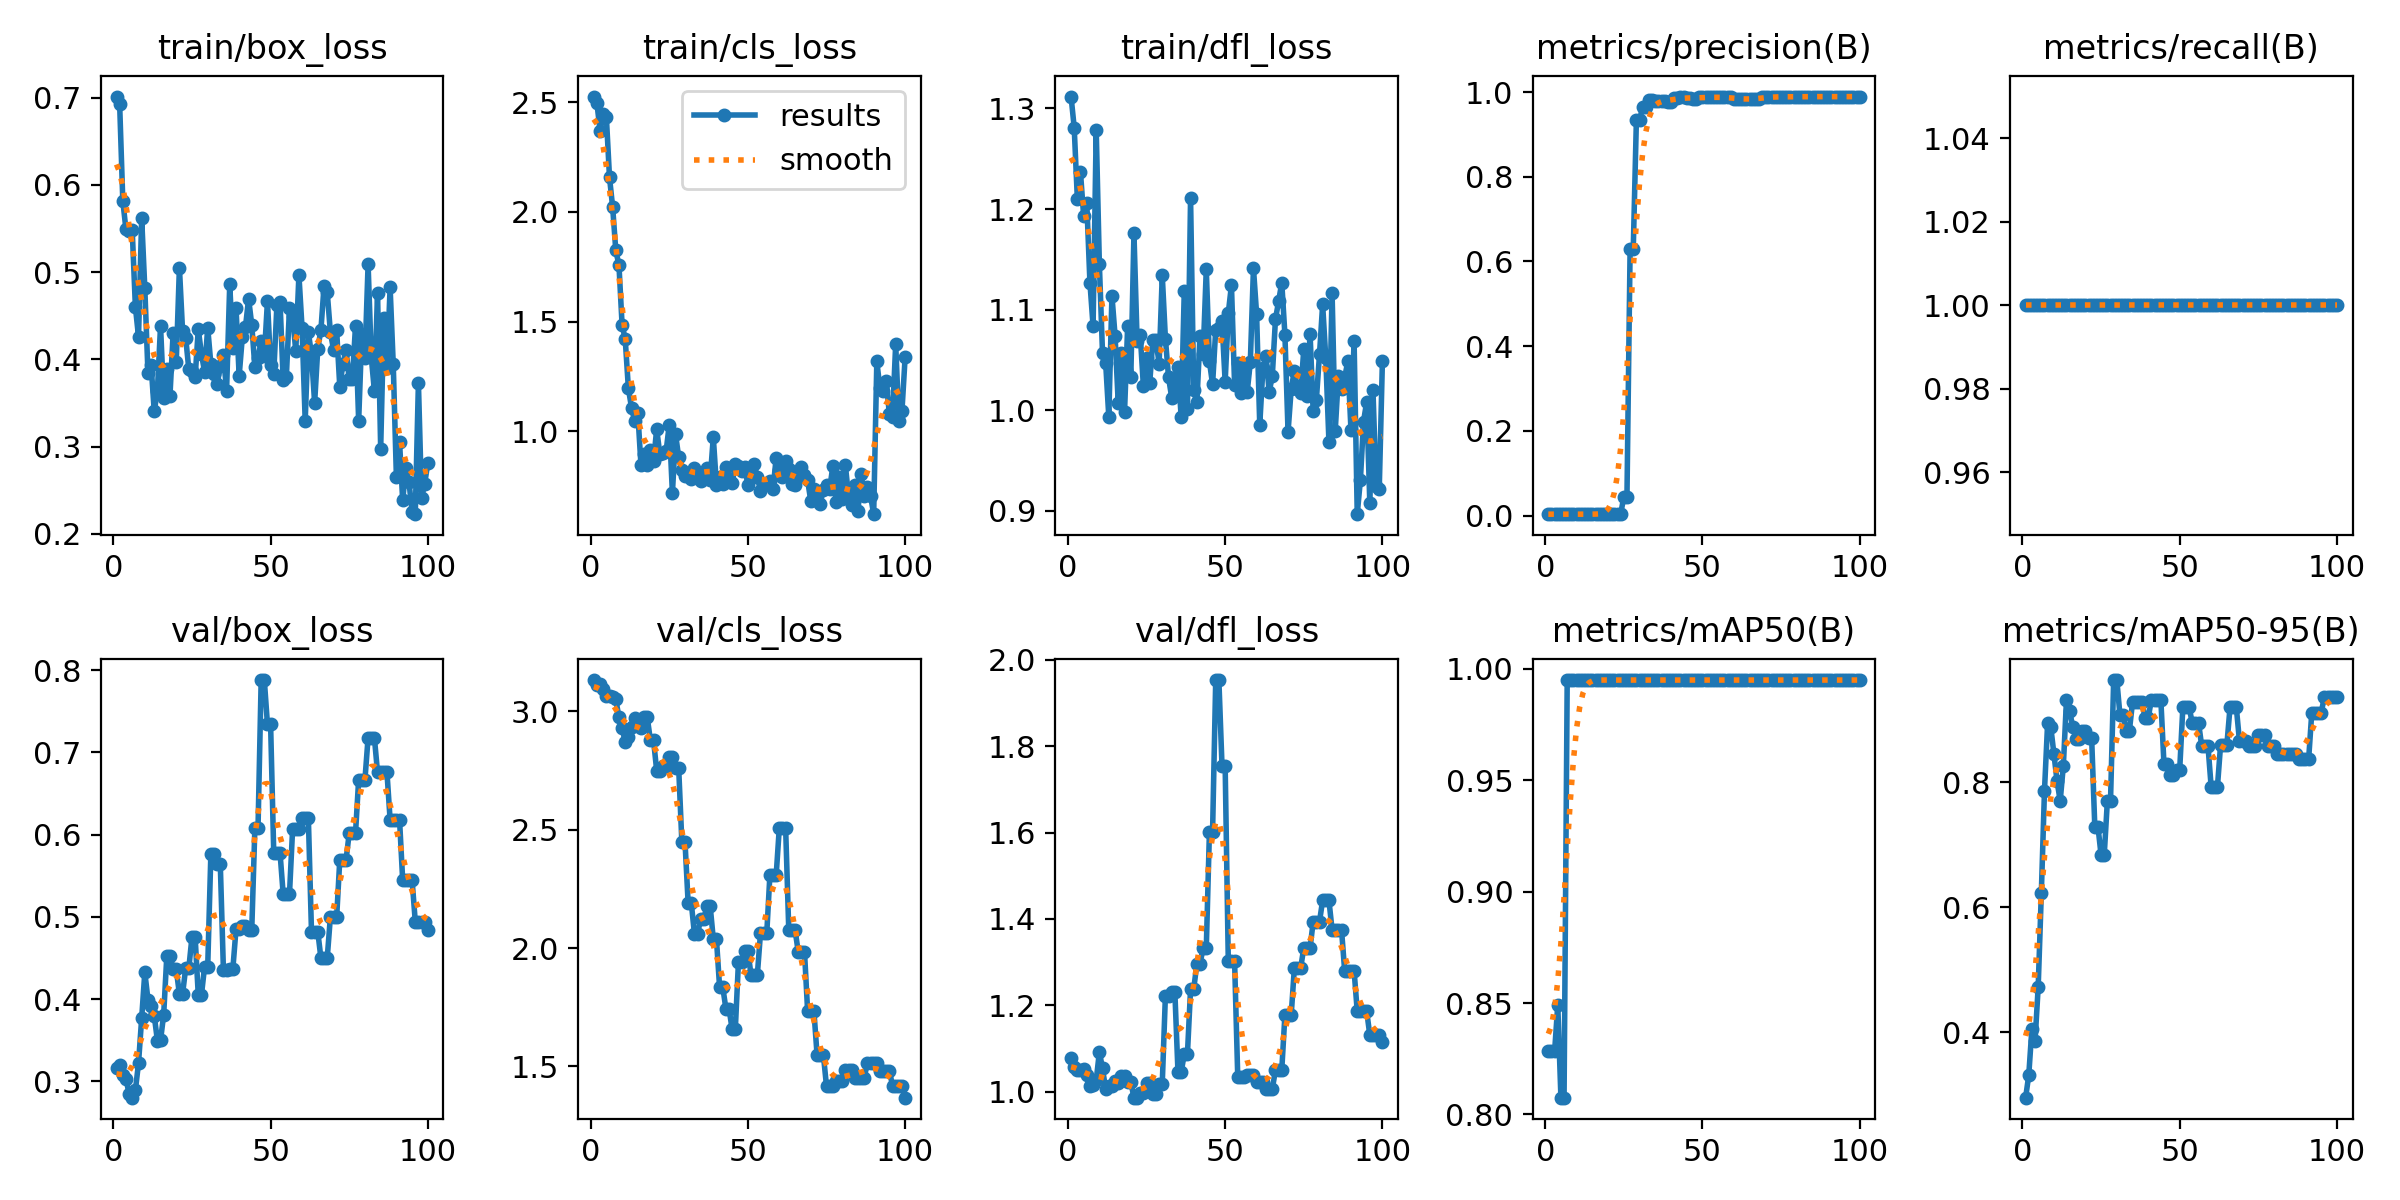 train/box_loss
0.7
0.6
0.5
0.4
0.3
0.2
0 50 100
train/cls_loss
results
smooth
2.5
2.0
1.5
1.0
0 50 100
train/dfl_loss
1.3
1.2
1.1
1.0
0.9
0 50 100
metrics/precision(B)
1.0
0.8
0.6
0.4
0.2
0.0
0 50 100
metrics/recall(B)
1.04
1.02
1.00
0.98
0.96
0 50 100
val/box_loss
0.8
0.7
0.6
0.5
0.4
0.3
0 50 100
val/cls_loss
3.0
2.5
2.0
1.5
0 50 100
val/dfl_loss
2.0
1.8
1.6
1.4
1.2
1.0
0 50 100
metrics/mAP50(B)
1.00
0.95
0.90
0.85
0.80
0 50 100
metrics/mAP50-95(B)
0.8
0.6
0.4
0 50 100